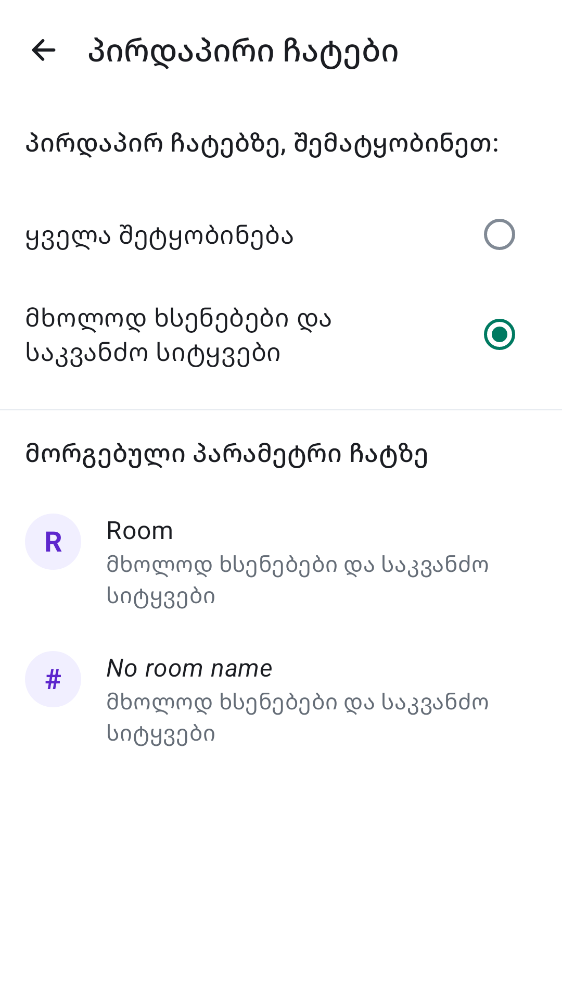 პირდაპირი ჩატები
პირდაპირ ჩატებზე, შემატყობინეთ:
ყველა შეტყობინება
მხოლოდ ხსენებები და
საკვანძო სიტყვები
მორგებული პარამეტრი ჩატზე
R
Room
მხოლოდ ხსენებები და საკვანძო
სიტყვები
#
No room name
მხოლოდ ხსენებები და საკვანძო
სიტყვები